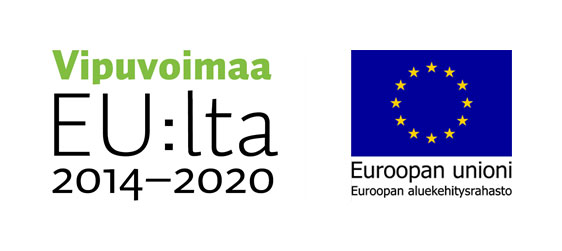 Vipuvoimaa
EU:lta
2014–2020
Euroopan unioni
Euroopan aluekehitysrahasto